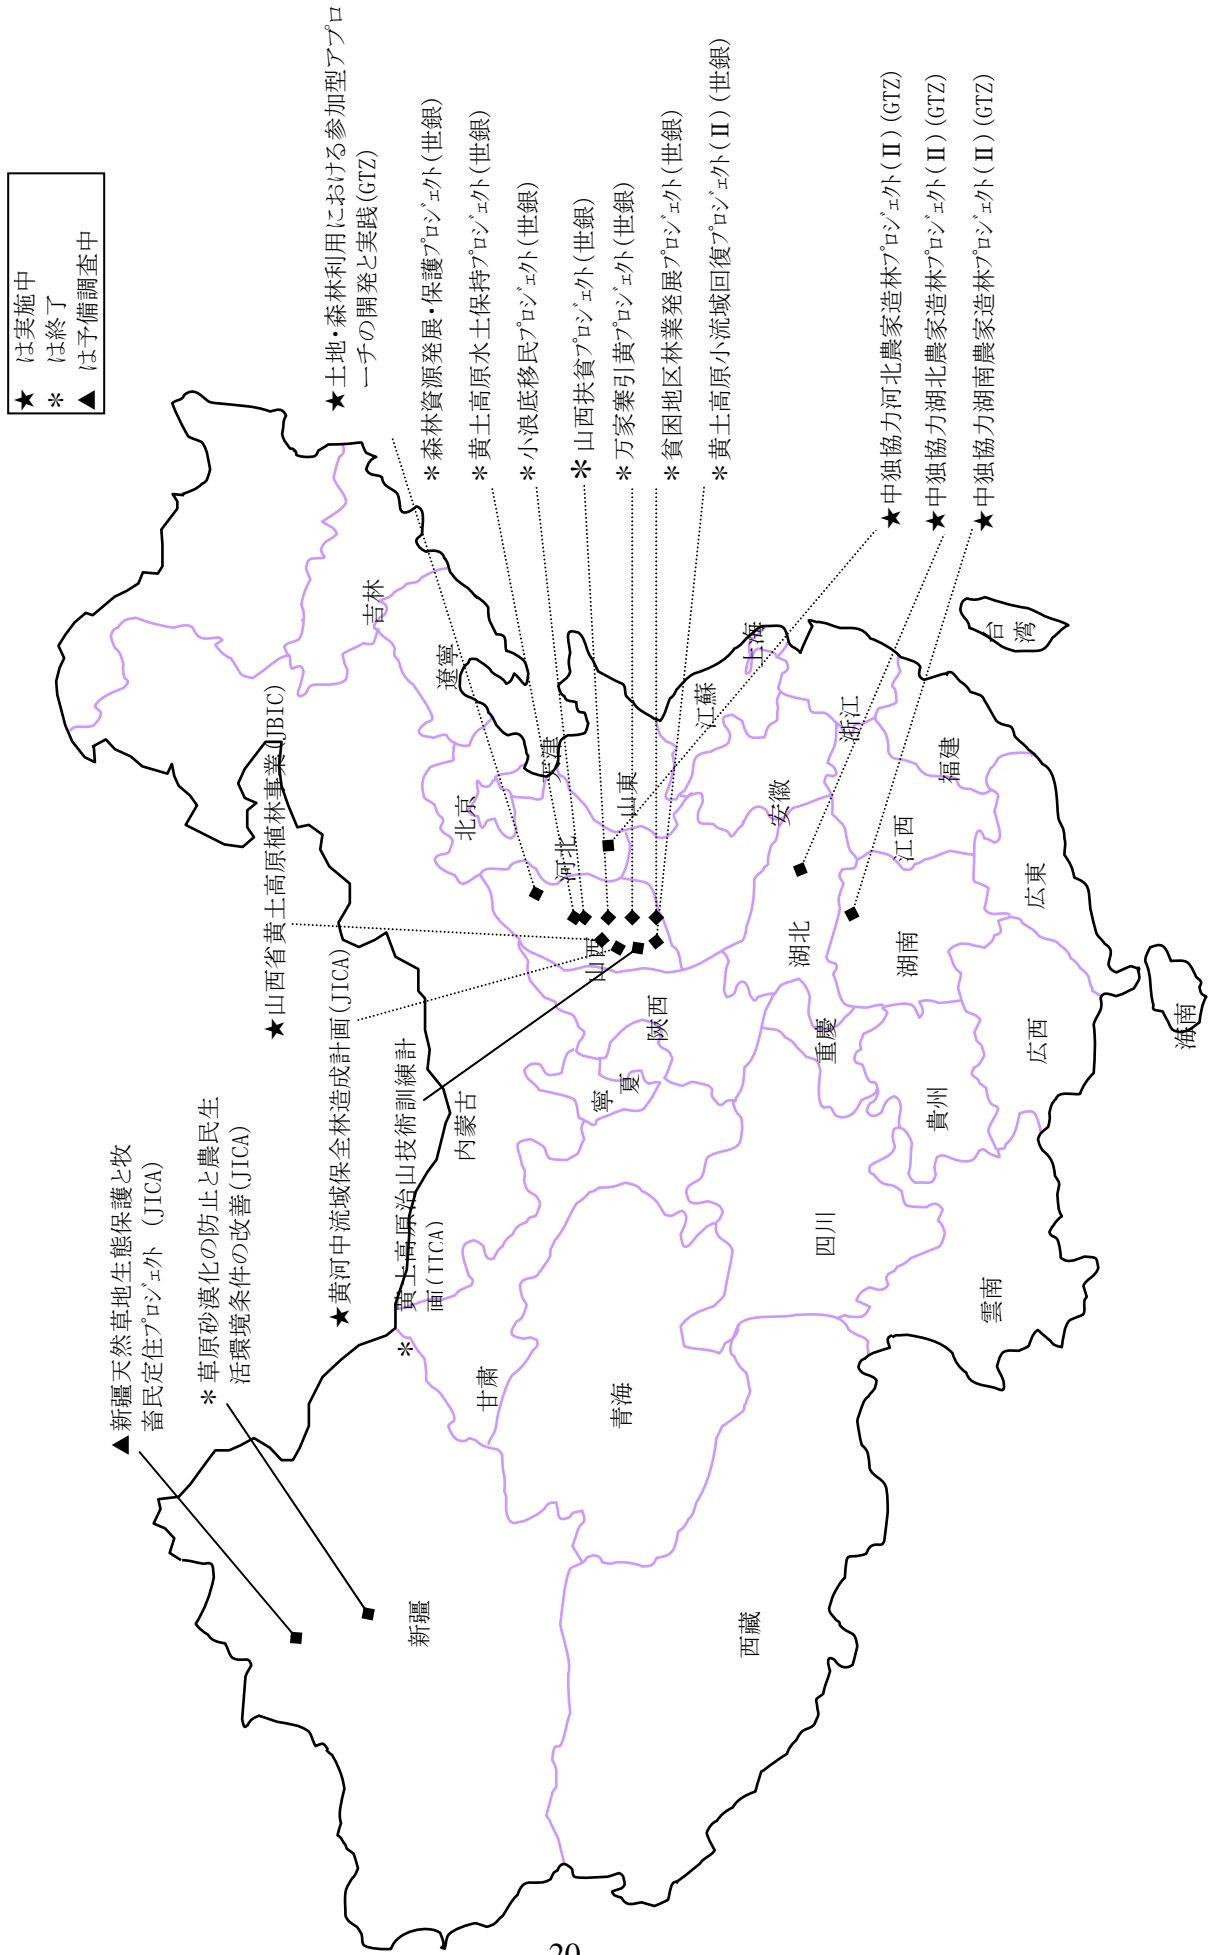 ★ は実施中
＊ は終了
▲ は予備調査中
▲新疆天然草地生態保護と牧
畜民定住プロジェクト (JICA)
＊草原砂漠化の防止と農民生
活環境条件の改善(JICA)
★山西省黄土高原植林事業(JBIC)
★黄河中流域保全林造成計画(JICA)
＊黄土高原治山技術訓練計
画(JICA)
★土地・森林利用における参加型アプロ
ーチの開発と実践(GTZ)
＊森林資源発展・保護プロジェクト(世銀)
＊黄土高原水土保持プロジェクト(世銀)
＊小浪底移民プロジェクト(世銀)
＊山西扶貧プロジェクト(世銀)
＊万家寨引黄プロジェクト(世銀)
＊貧困地区林業発展プロジェクト(世銀)
＊黄土高原小流域回復プロジェクト(Ⅱ)(世銀)
★中独協力河北農家造林プロジェクト(Ⅱ)(GTZ)
★中独協力湖北農家造林プロジェクト(Ⅱ)(GTZ)
★中独協力湖南農家造林プロジェクト(Ⅱ)(GTZ)
吉林
遼寧
内蒙古
北京
天津
河北
山西
山東
陝西
寧
夏
甘粛
青海
新疆
西藏
四川
重慶
湖北
安徽
江蘇
上海
浙江
江西
湖南
貴州
雲南
広西
広東
福建
台
湾
海南
20